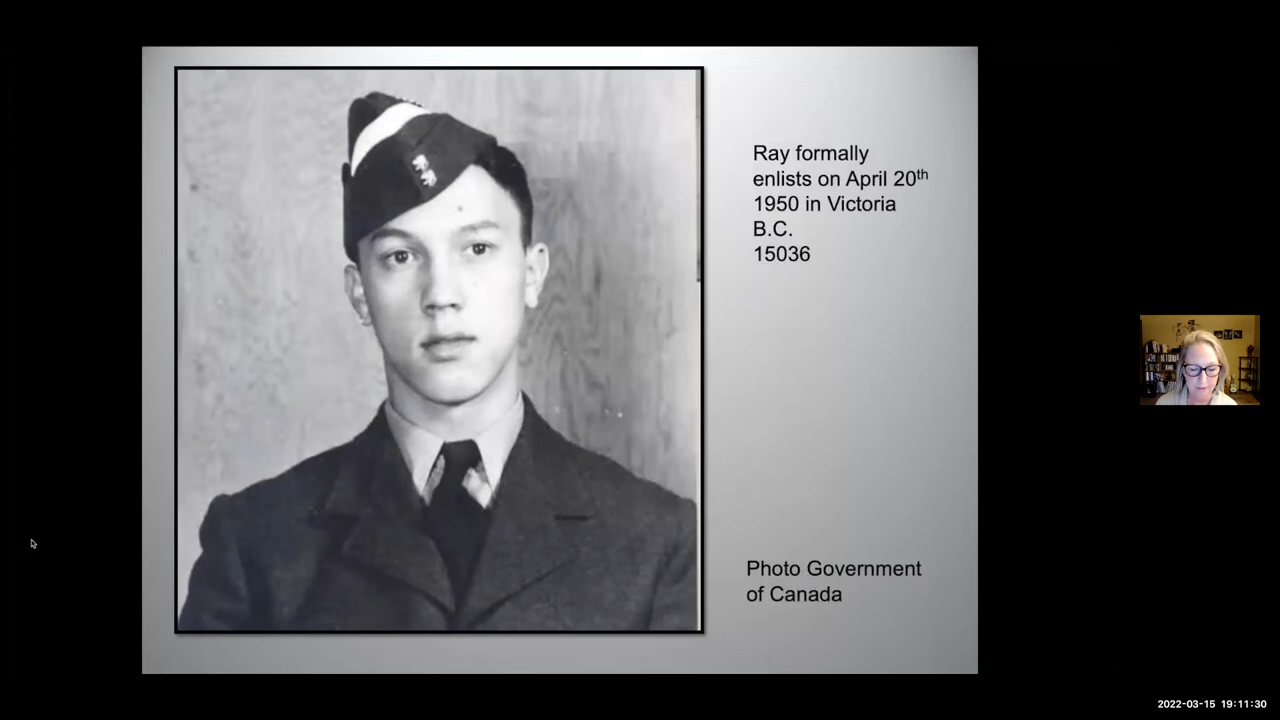 Ray formally
enlists on April 20th
1950 in Victoria
B.C.
15036
Photo Government
of Canada
2022-03-15 19:11:30